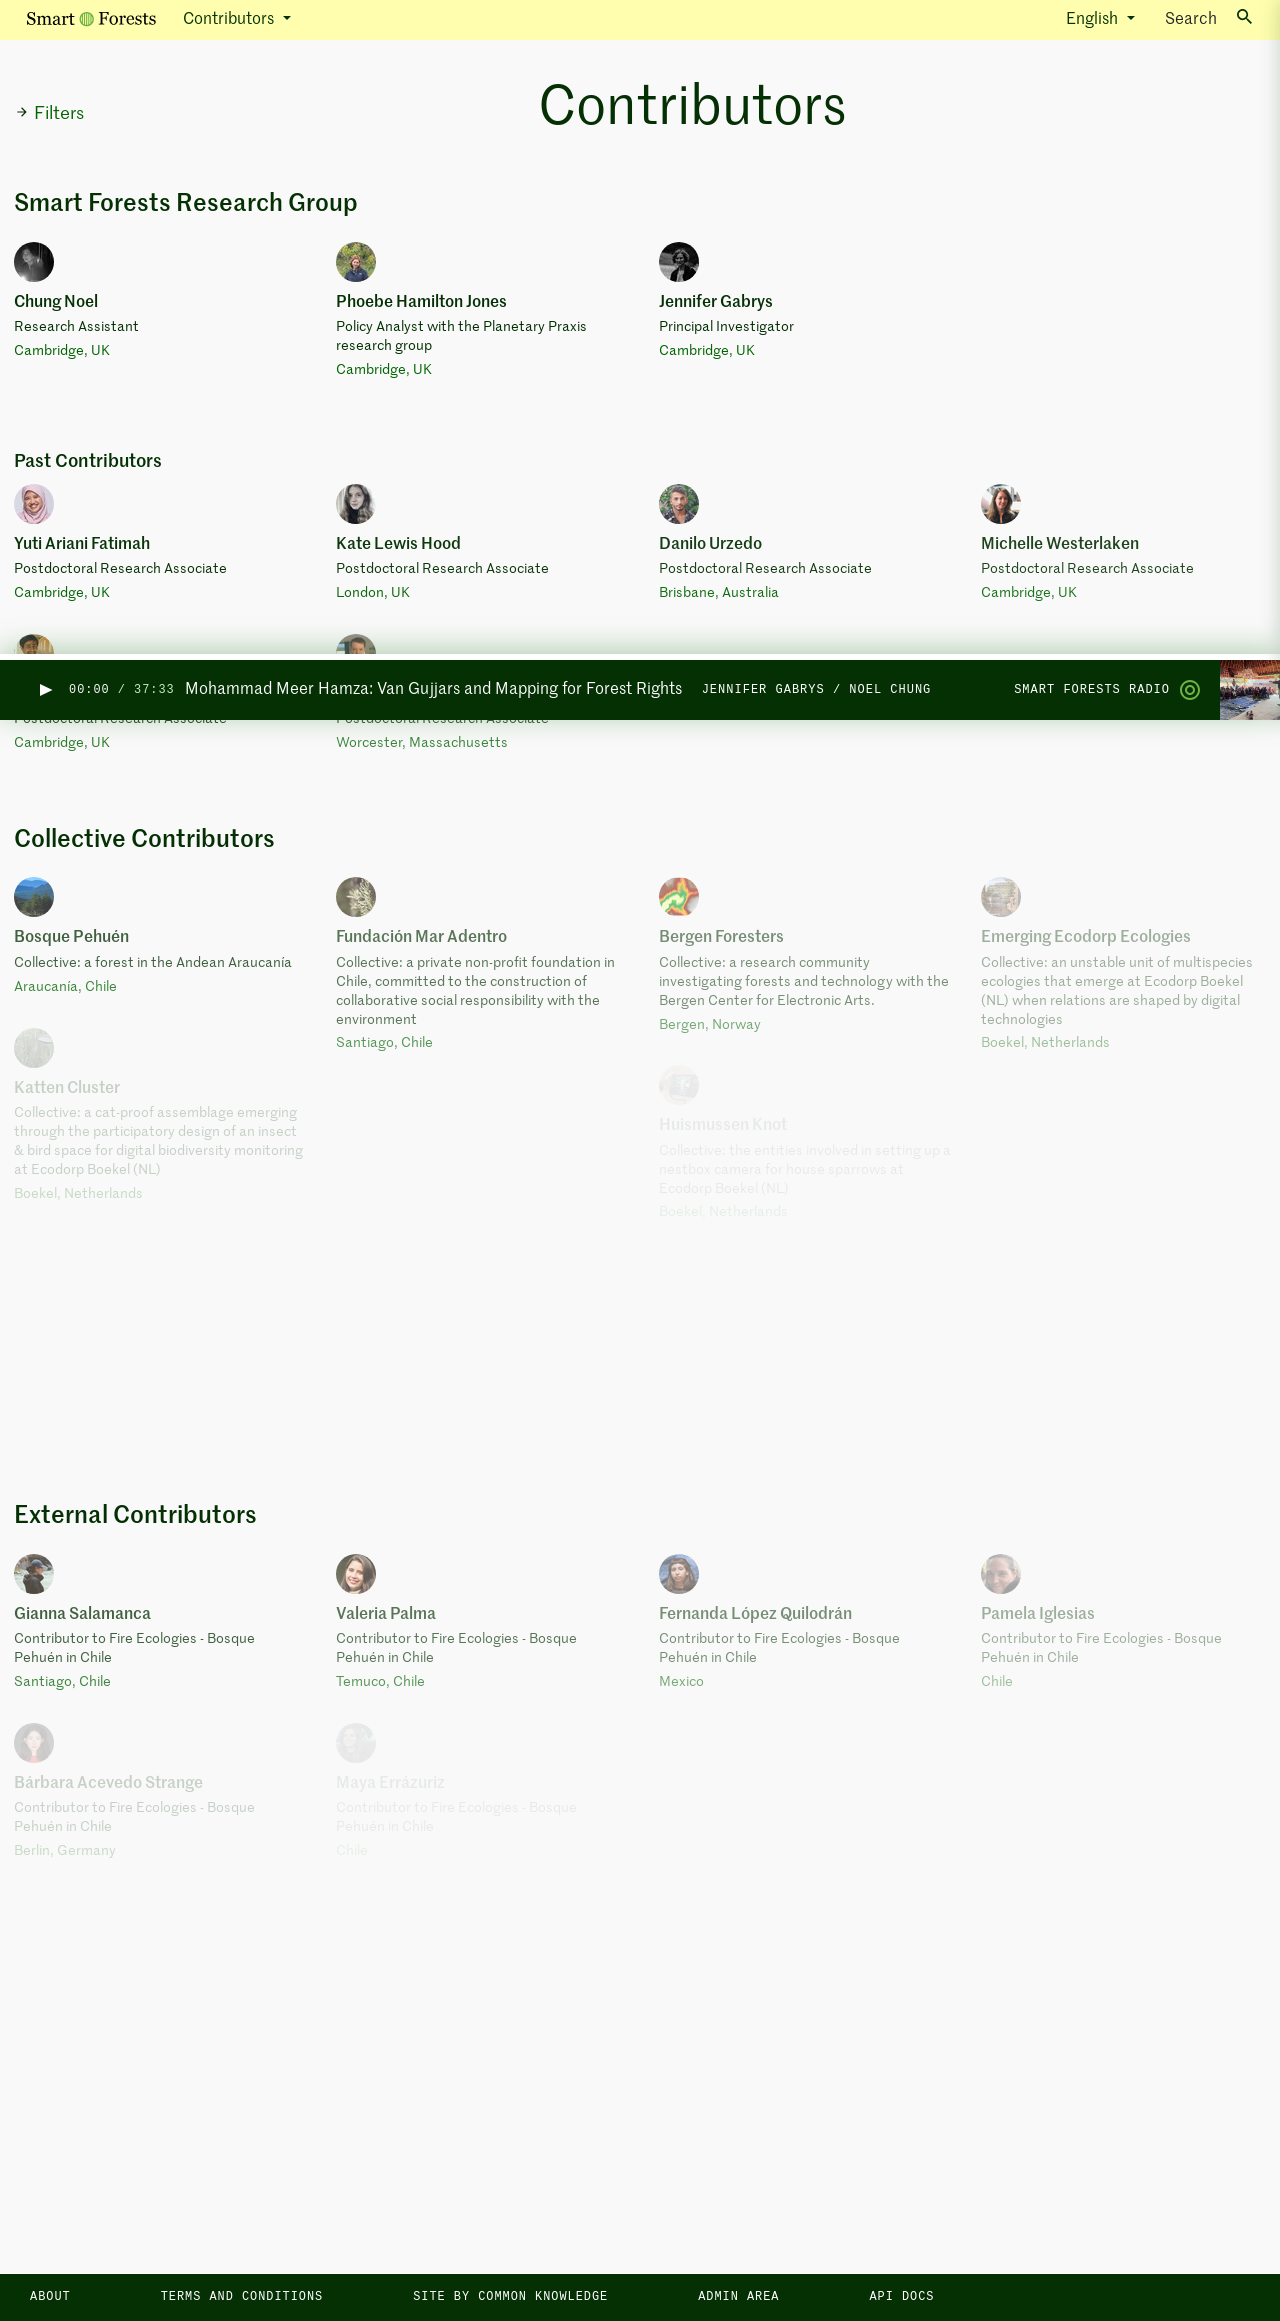 Smart Forests
Contributors
English
Search
Filters
Contributors
Smart Forests Research Group
Chung Noel
Research Assistant
Cambridge, UK
Phoebe Hamilton Jones
Policy Analyst with the Planetary Praxis
research group
Cambridge, UK
Jennifer Gabrys
Principal Investigator
Cambridge, UK
Past Contributors
Yuti Ariani Fatimah
Postdoctoral Research Associate
Cambridge, UK
Kate Lewis Hood
Postdoctoral Research Associate
London, UK
Danilo Urzedo
Postdoctoral Research Associate
Brisbane, Australia
Michelle Westerlaken
Postdoctoral Research Associate
Cambridge, UK
00:00 / 37:33
Mohammad Meer Hamza: Van Gujjars and Mapping for Forest Rights
JENNIFER GABRYS / NOEL CHUNG
SMART FORESTS RADIO
Postdoctoral Research Associate
Cambridge, UK
Postdoctoral Research Associate
Worcester, Massachusetts
Collective Contributors
Bosque Pehuén
Collective: a forest in the Andean Araucanía
Araucanía, Chile
Fundación Mar Adentro
Collective: a private non-profit foundation in
Chile, committed to the construction of
collaborative social responsibility with the
environment
Santiago, Chile
Bergen Foresters
Collective: a research community
investigating forests and technology with the
Bergen Center for Electronic Arts.
Bergen, Norway
Emerging Ecodorp Ecologies
Collective: an unstable unit of multispecies
ecologies that emerge at Ecodorp Boekel
(NL) when relations are shaped by digital
technologies
Boekel, Netherlands
Katten Cluster
Collective: a cat-proof assemblage emerging
through the participatory design of an insect
& bird space for digital biodiversity monitoring
at Ecodorp Boekel (NL)
Boekel, Netherlands
Huismussen Knot
Collective: the entities involved in setting up a
nestbox camera for house sparrows at
Ecodorp Boekel (NL)
Boekel, Netherlands
External Contributors
Gianna Salamanca
Contributor to Fire Ecologies - Bosque
Pehuén in Chile
Santiago, Chile
Valeria Palma
Contributor to Fire Ecologies - Bosque
Pehuén in Chile
Temuco, Chile
Fernanda López Quilodrán
Contributor to Fire Ecologies - Bosque
Pehuén in Chile
Mexico
Pamela Iglesias
Contributor to Fire Ecologies - Bosque
Pehuén in Chile
Chile
Bárbara Acevedo Strange
Contributor to Fire Ecologies - Bosque
Pehuén in Chile
Berlin, Germany
Maya Errázuriz
Contributor to Fire Ecologies - Bosque
Pehuén in Chile
Chile
ABOUT
TERMS AND CONDITIONS
SITE BY COMMON KNOWLEDGE
ADMIN AREA
API DOCS